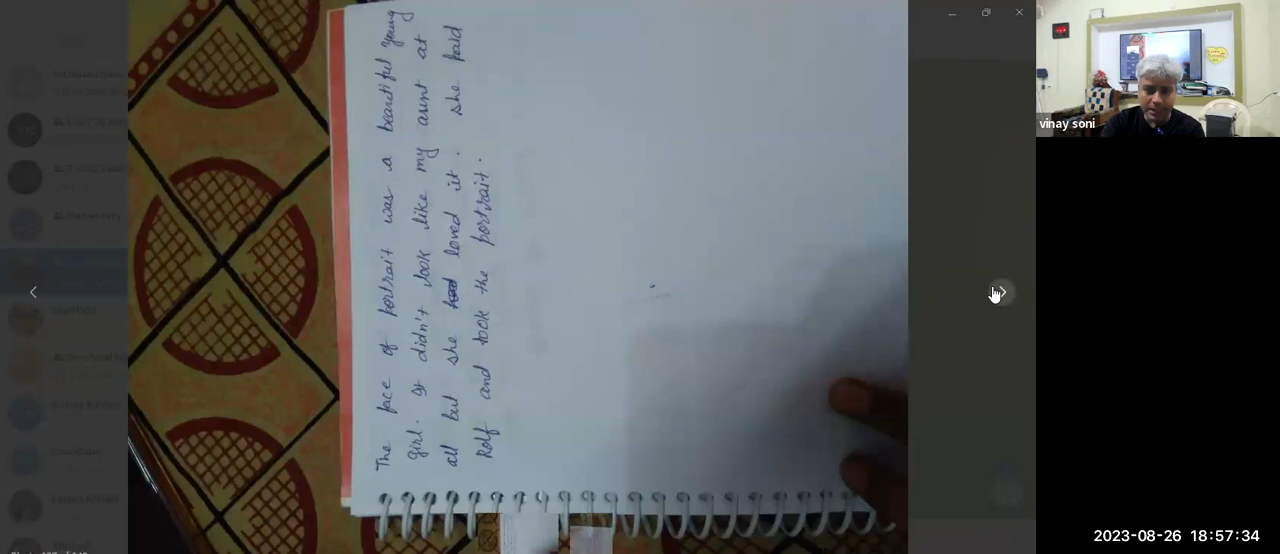 The face of portrait was a beautiful young
girl. It didn't look like my aunt at
all but she loved it. She paid
Rolf and took the portrait.
vinay soni
2023-08-26 18:57:34